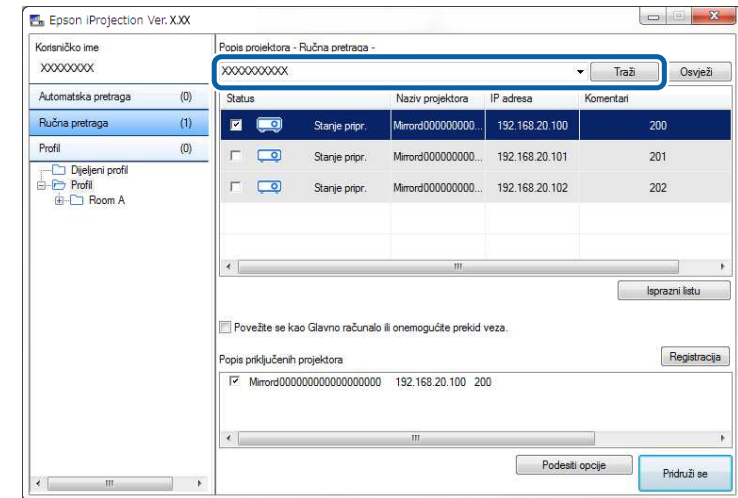 Epson iProjection Ver. X.XX
Korisničko ime
XXXXXXXX
Automatska pretraga (0)
Ručna pretraga (1)
Profil (0)
Dijeljeni profil
Profil
Room A
Popis projektora - Ručna pretraga -
XXXXXXXXXX Traži Osvježi
Status Naziv projektora IP adresa Komentari
Stanje pripr. Mirrord000000000... 192.168.20.100 200
Stanje pripr. Mirrord000000000... 192.168.20.101 201
Stanje pripr. Mirrord000000000... 192.168.20.102 202
Isprazni listu
Povežite se kao Glavno računalo ili onemogućite prekid veza.
Popis priključenih projektora Registracija
Mirrord000000000000000000 192.168.20.100 200
Podesiti opcije Pridruži se